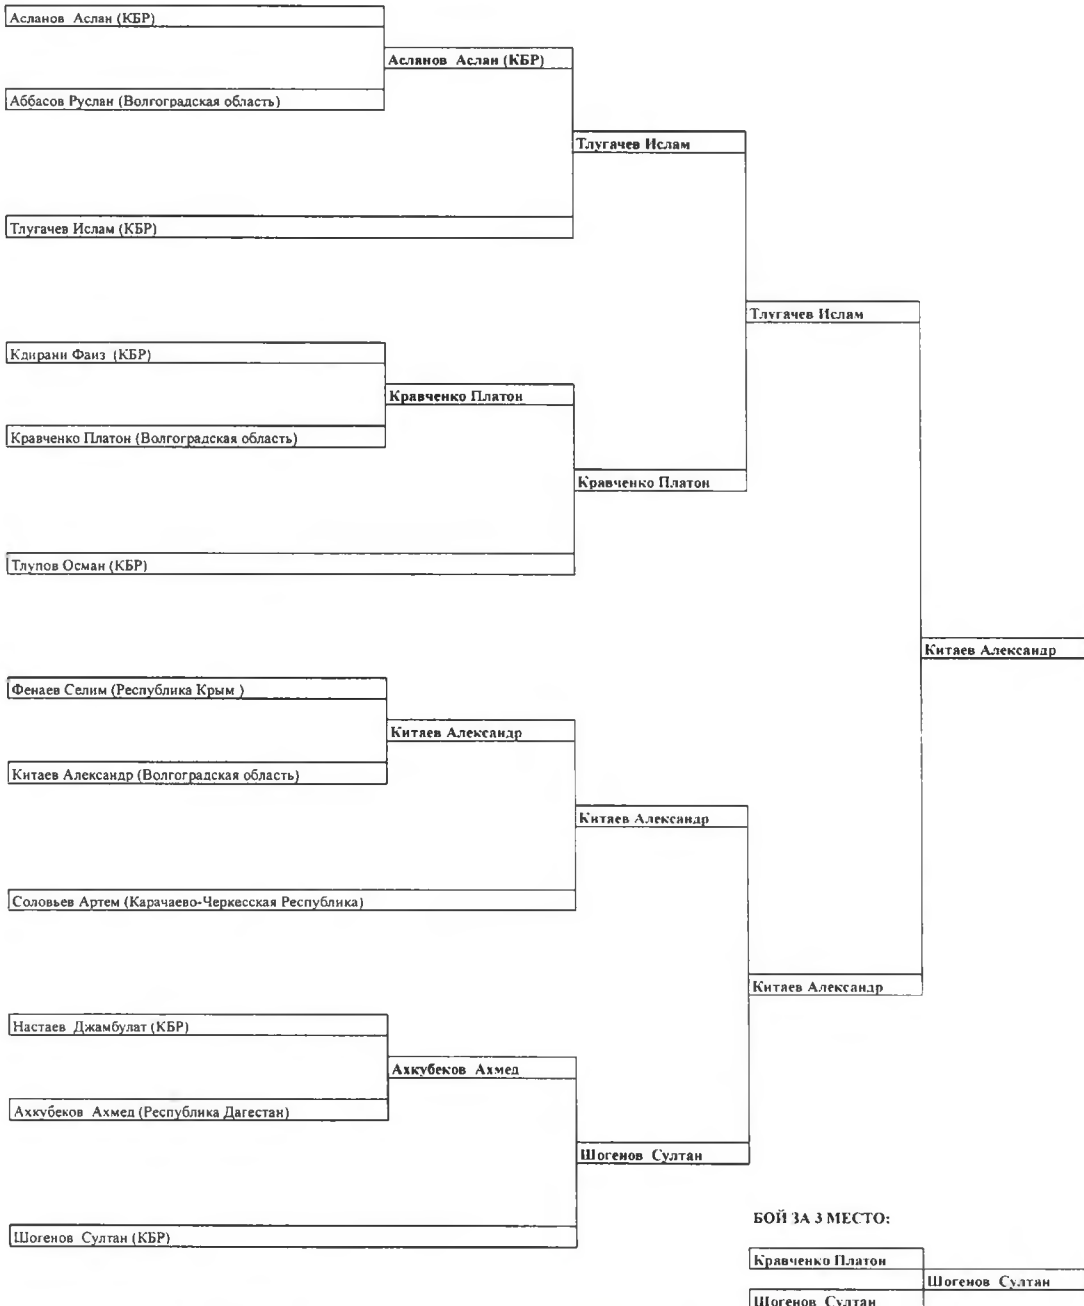 Асланов Аслан (КБР)
Асланов Аслан (КБР)
Аббасов Руслан (Волгоградская область)
Тлугачев Ислам
Тлугачев Ислам (КБР)
Тлугачев Ислам
Кдирани Фаиз (КБР)
Кравченко Платон
Кравченко Платон (Волгоградская область)
Кравченко Платон
Тлупов Осман (КБР)
Китаев Александр
Фенаев Селим (Республика Крым )
Китаев Александр
Китаев Александр (Волгоградская область)
Китаев Александр
Соловьев Артем (Карачаево-Черкесская Республика)
Китаев Александр
Настаев Джамбулат (КБР)
Ахкубеков Ахмед
Ахкубеков Ахмед (Республика Дагестан)
Шогенов Султан
БОЙ ЗА 3 МЕСТО:
Шогенов Султан (КБР)
Кравченко Платон
Шогенов Султан
Шогенов Султан